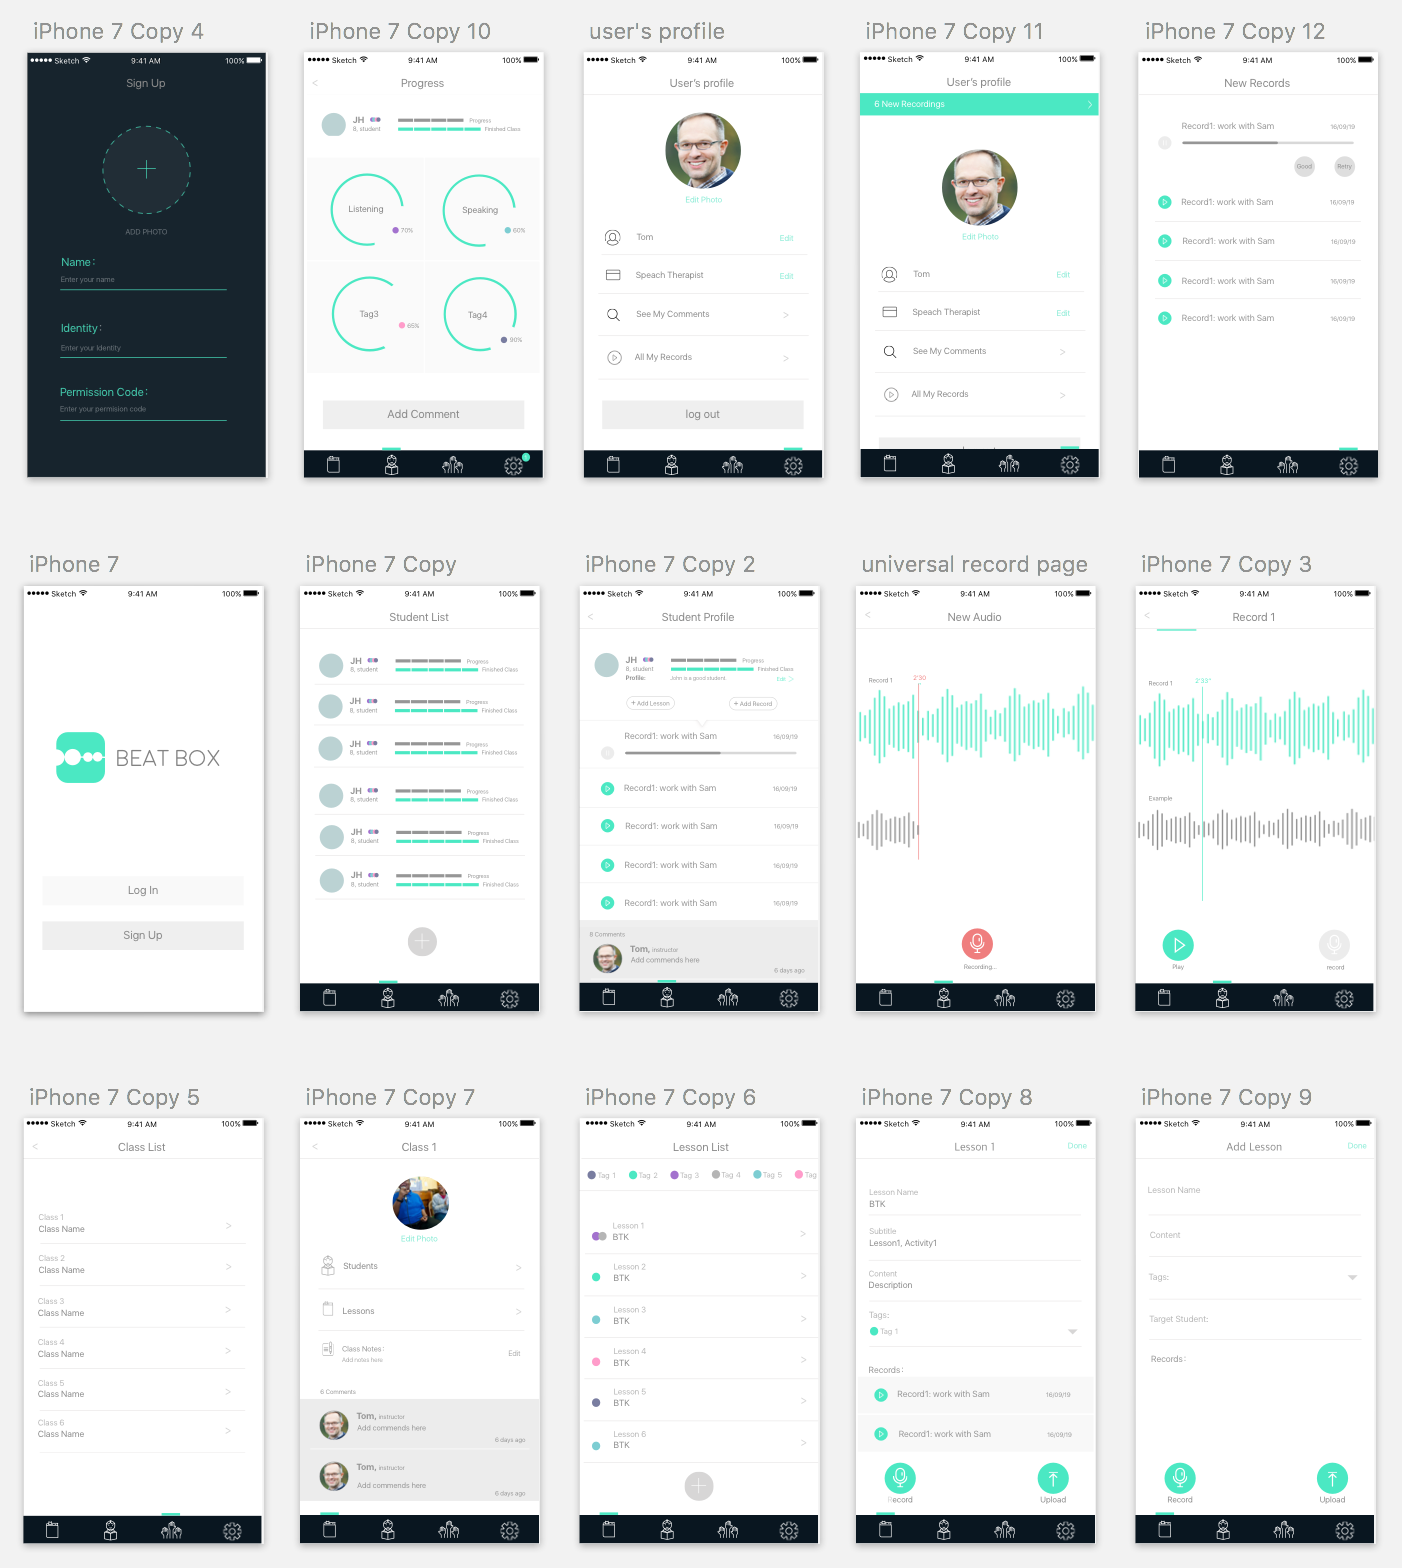 iPhone 7 Copy 4
Sketch 9:41 AM 100%
Sign Up
ADD PHOTO
Name:
Enter your name
Identity:
Enter your Identity
Permission Code:
Enter your permision code
iPhone 7 Copy 10
Sketch 9:41 AM 100%
< Progress
JH Progress
8, student Finished Class
Listening
70%
Speaking
60%
Tag3
65%
Tag4
90%
Add Comment
user's profile
Sketch 9:41 AM 100%
User's profile
Edit Photo
Tom Edit
Speach Therapist Edit
See My Comments >
All My Records >
log out
iPhone 7 Copy 11
Sketch 9:41 AM 100%
User's profile
6 New Recordings >
Edit Photo
Tom Edit
Speach Therapist Edit
See My Comments >
All My Records >
iPhone 7 Copy 12
Sketch 9:41 AM 100%
New Records
Record1: work with Sam 16/09/19
Good Retry
Record1: work with Sam 16/09/19
Record1: work with Sam 16/09/19
Record1: work with Sam 16/09/19
Record1: work with Sam 16/09/19
iPhone 7
Sketch 9:41 AM 100%
BEAT BOX
Log In
Sign Up
iPhone 7 Copy
Sketch 9:41 AM 100%
Student List
JH Progress
8, student Finished Class
JH Progress
8, student Finished Class
JH Progress
8, student Finished Class
JH Progress
8, student Finished Class
JH Progress
8, student Finished Class
JH Progress
8, student Finished Class
iPhone 7 Copy 2
Sketch 9:41 AM 100%
< Student Profile
JH Progress
8, student Finished Class
Profile: John is a good student Edit >
+ Add Lesson + Add Record
Record1: work with Sam 16/09/19
Record1: work with Sam 16/09/19
Record1: work with Sam 16/09/19
Record1: work with Sam 16/09/19
Record1: work with Sam 16/09/19
8 Comments
Tom, instructor
Add commends here
6 days ago
universal record page
Sketch 9:41 AM 100%
< New Audio
Record 1 2'30
Recording...
iPhone 7 Copy 3
Sketch 9:41 AM 100%
< Record 1
Record 1 2'33"
Example
Play record
iPhone 7 Copy 5
Sketch 9:41 AM 100%
< Class List
Class 1
Class Name >
Class 2
Class Name >
Class 3
Class Name >
Class 4
Class Name >
Class 5
Class Name >
Class 6
Class Name >
iPhone 7 Copy 7
Sketch 9:41 AM 100%
< Class 1
Edit Photo
Students >
Lessons >
Class Notes: Edit
Add notes here
6 Comments
Tom, instructor
Add commends here
6 days ago
Tom, instructor
Add commends here
6 days ago
iPhone 7 Copy 6
Sketch 9:41 AM 100%
Lesson List
Tag 1 Tag 2 Tag 3 Tag 4 Tag 5 Tag
Lesson 1
BTK >
Lesson 2
BTK >
Lesson 3
BTK >
Lesson 4
BTK >
Lesson 5
BTK >
Lesson 6
BTK >
iPhone 7 Copy 8
Sketch 9:41 AM 100%
Lesson 1 Done
Lesson Name
BTK
Subtitle
Lesson1, Activity1
Content
Description
Tags:
Tag 1
Records:
Record1: work with Sam 16/09/19
Record1: work with Sam 16/09/19
Record Upload
iPhone 7 Copy 9
Sketch 9:41 AM 100%
Add Lesson Done
Lesson Name
Content
Tags:
Target Student:
Records:
Record Upload